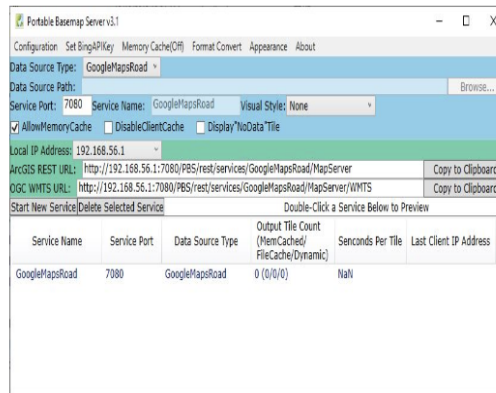 Portable Basemap Server v3.1
Configuration Set BingAPIKey Memory Cache(Off) Format Convert Appearance About
Data Source Type: GoogleMapsRoad
Data Source Path: Browse...
Service Port: 7080 Service Name: GoogleMapsRoad Visual Style: None
AllowMemoryCache DisableClientCache Display"NoData"Tile
Local IP Address: 192.168.56.1
ArcGIS REST URL: http://192.168.56.1:7080/PBS/rest/services/GoogleMapsRoad/MapServer Copy to Clipboard
OGC WMTS URL: http://192.168.56.1:7080/PBS/rest/services/GoogleMapsRoad/MapServer/WMTS Copy to Clipboard
Start New Service Delete Selected Service Double-Click a Service Below to Preview
Service Name Service Port Data Source Type Output Tile Count (MemCached/ FileCache/Dynamic) Senconds Per Tile Last Client IP Address
GoogleMapsRoad 7080 GoogleMapsRoad 0 (0/0/0) NaN